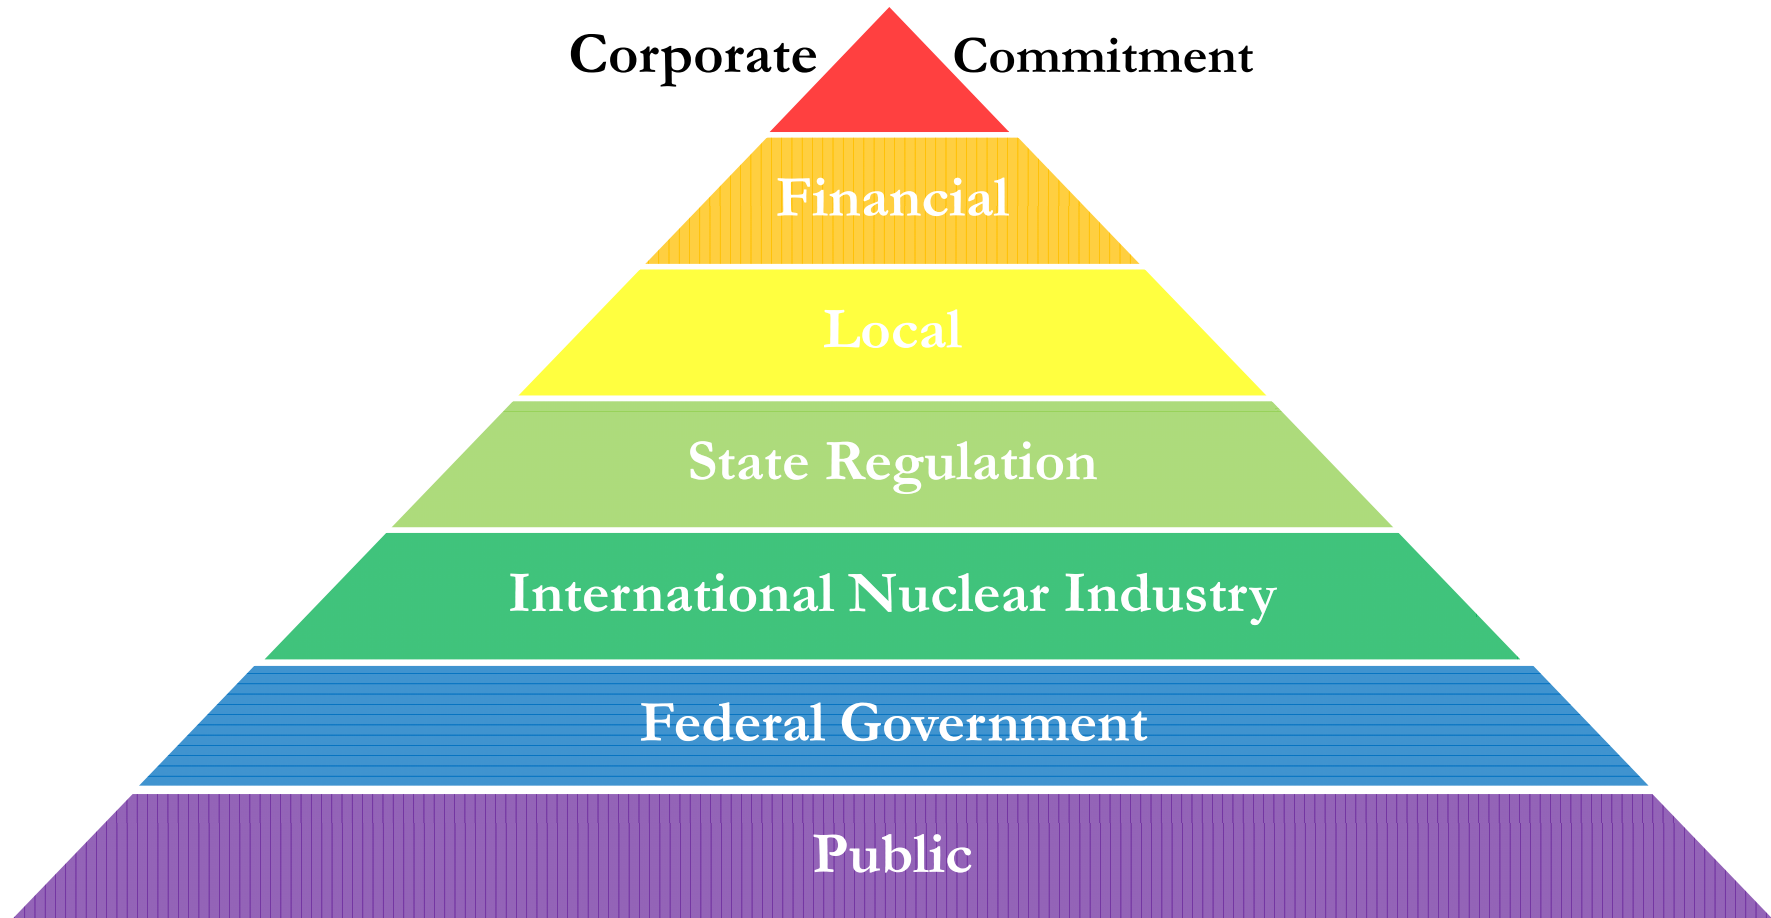 Corporate Commitment
Financial
Local
State Regulation
International Nuclear Industry
Federal Government
Public